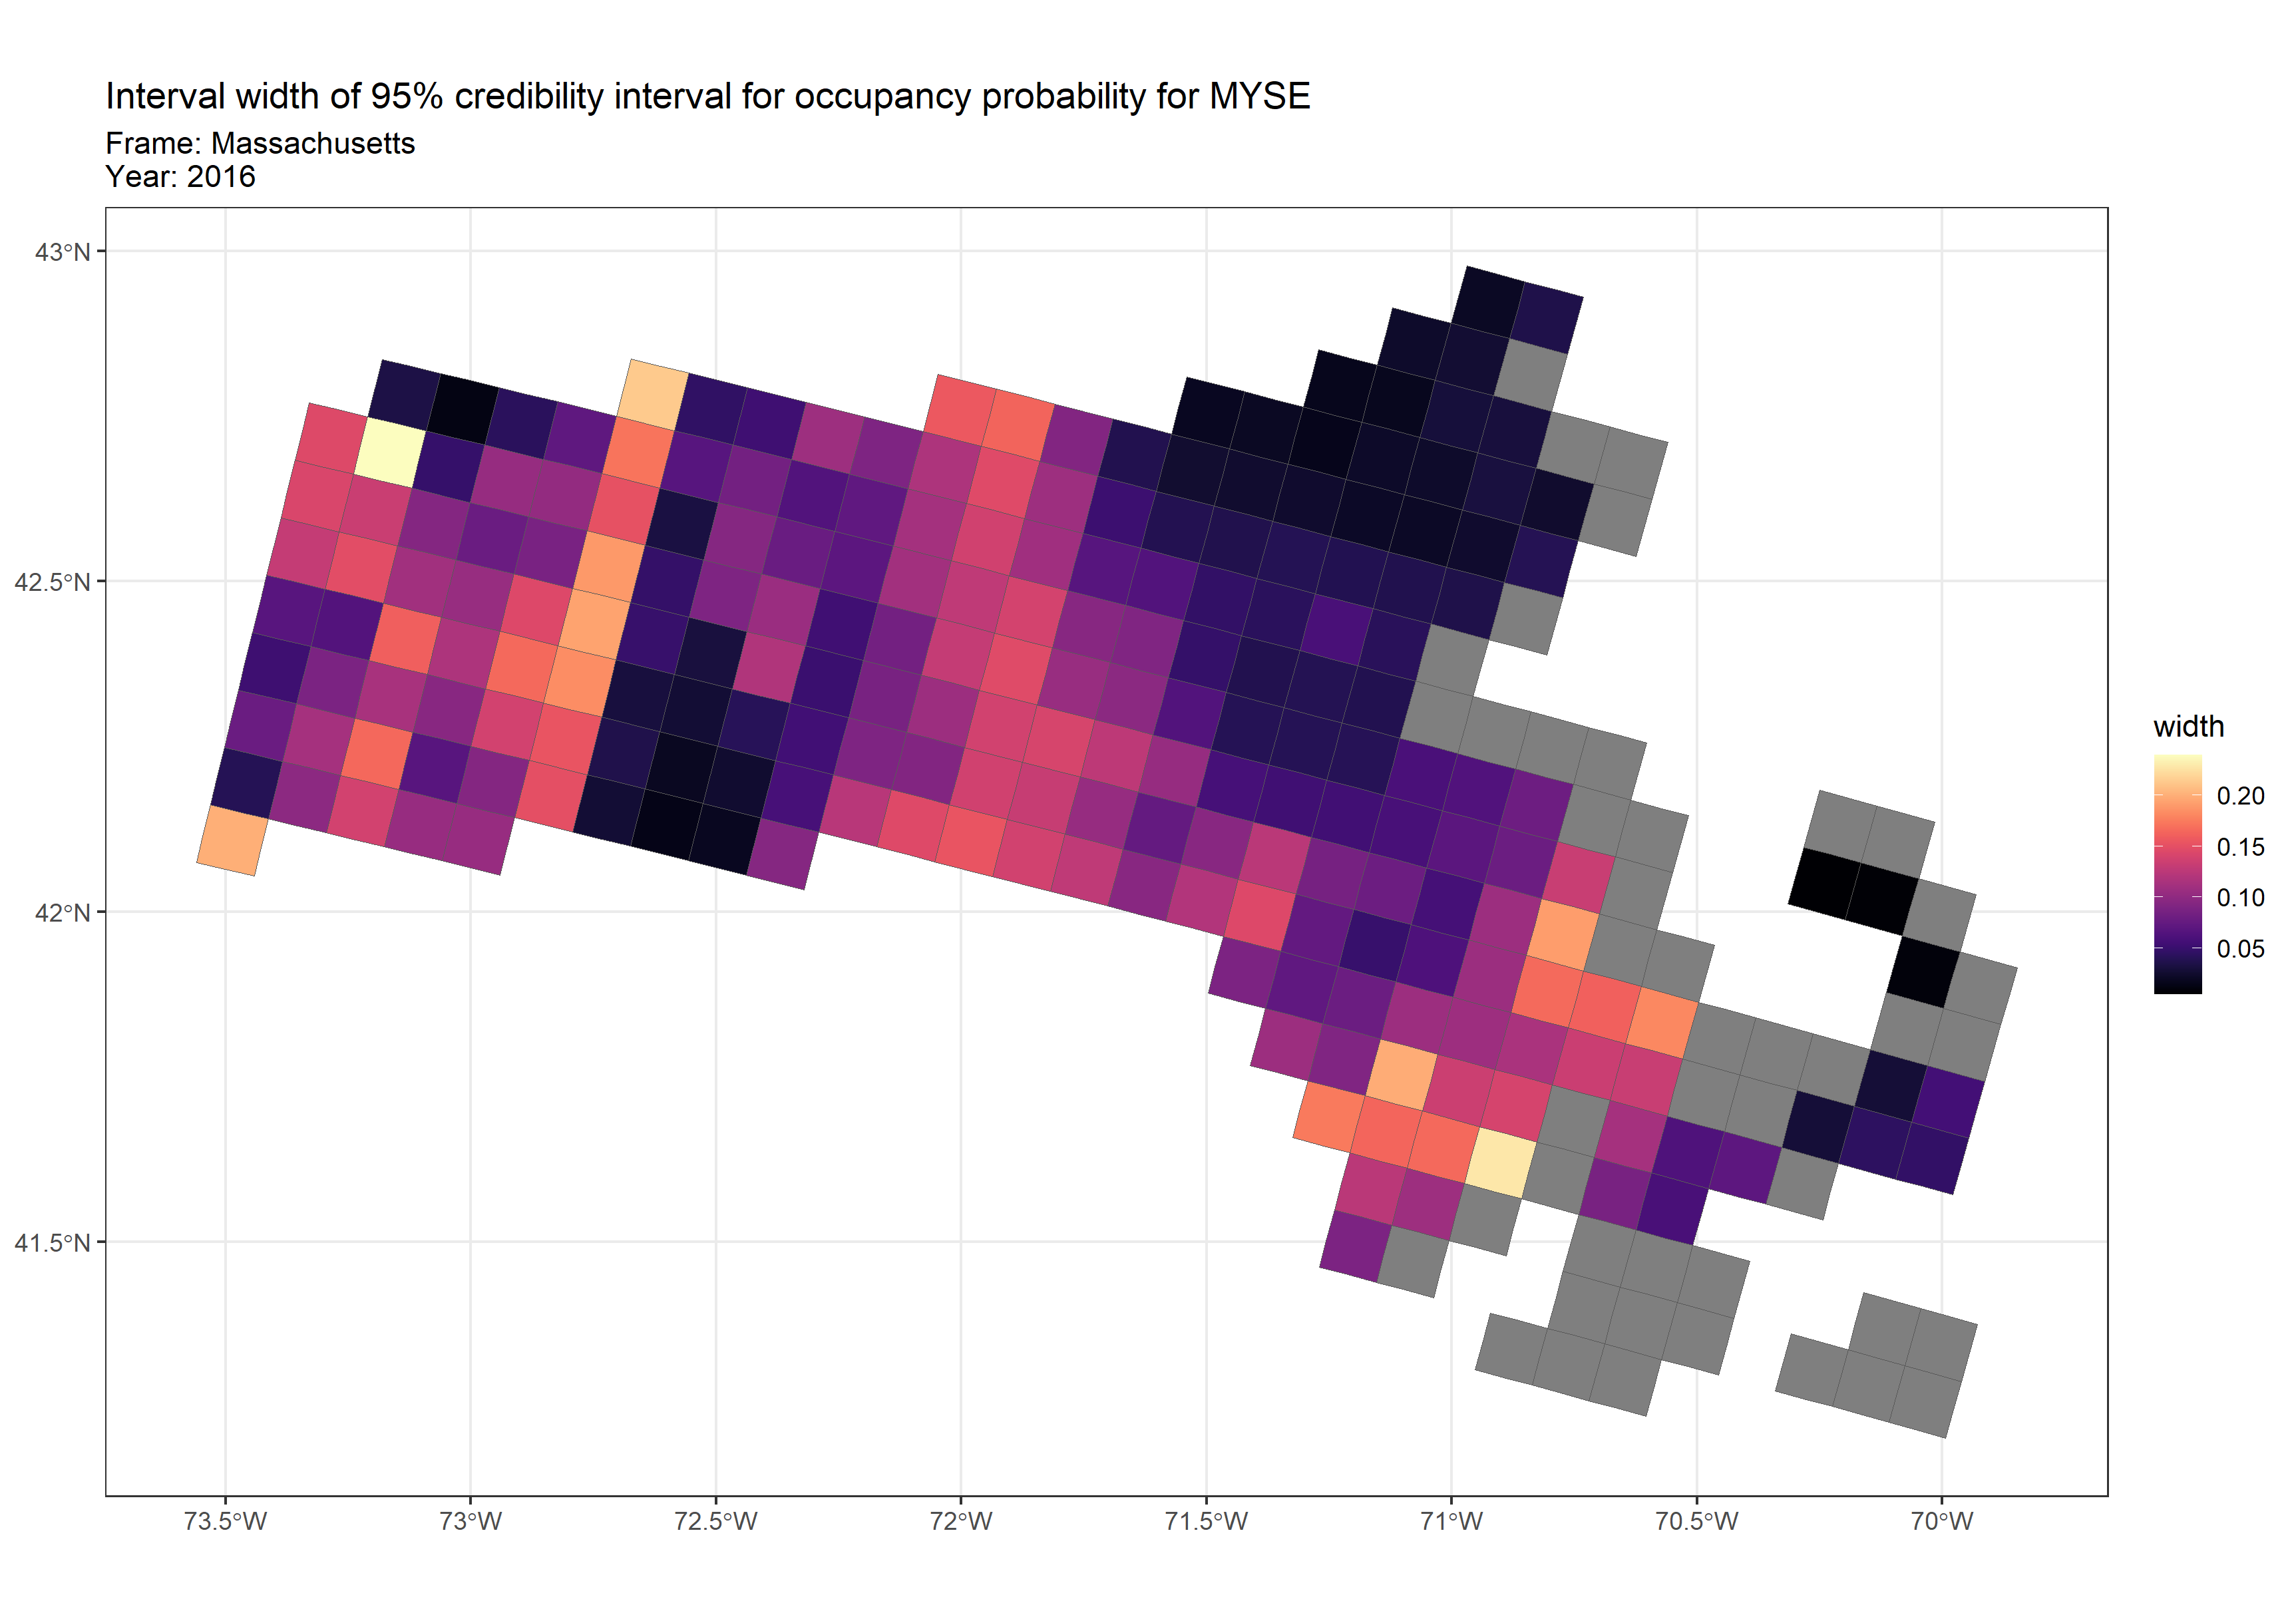 Interval width of 95% credibility interval for occupancy probability for MYSE
Frame: Massachusetts
Year: 2016
43°N
42.5°N
42°N
41.5°N
73.5°W
73°W
72.5°W
72°W
71.5°W
71°W
70.5°W
70°W
width
0.20
0.15
0.10
0.05